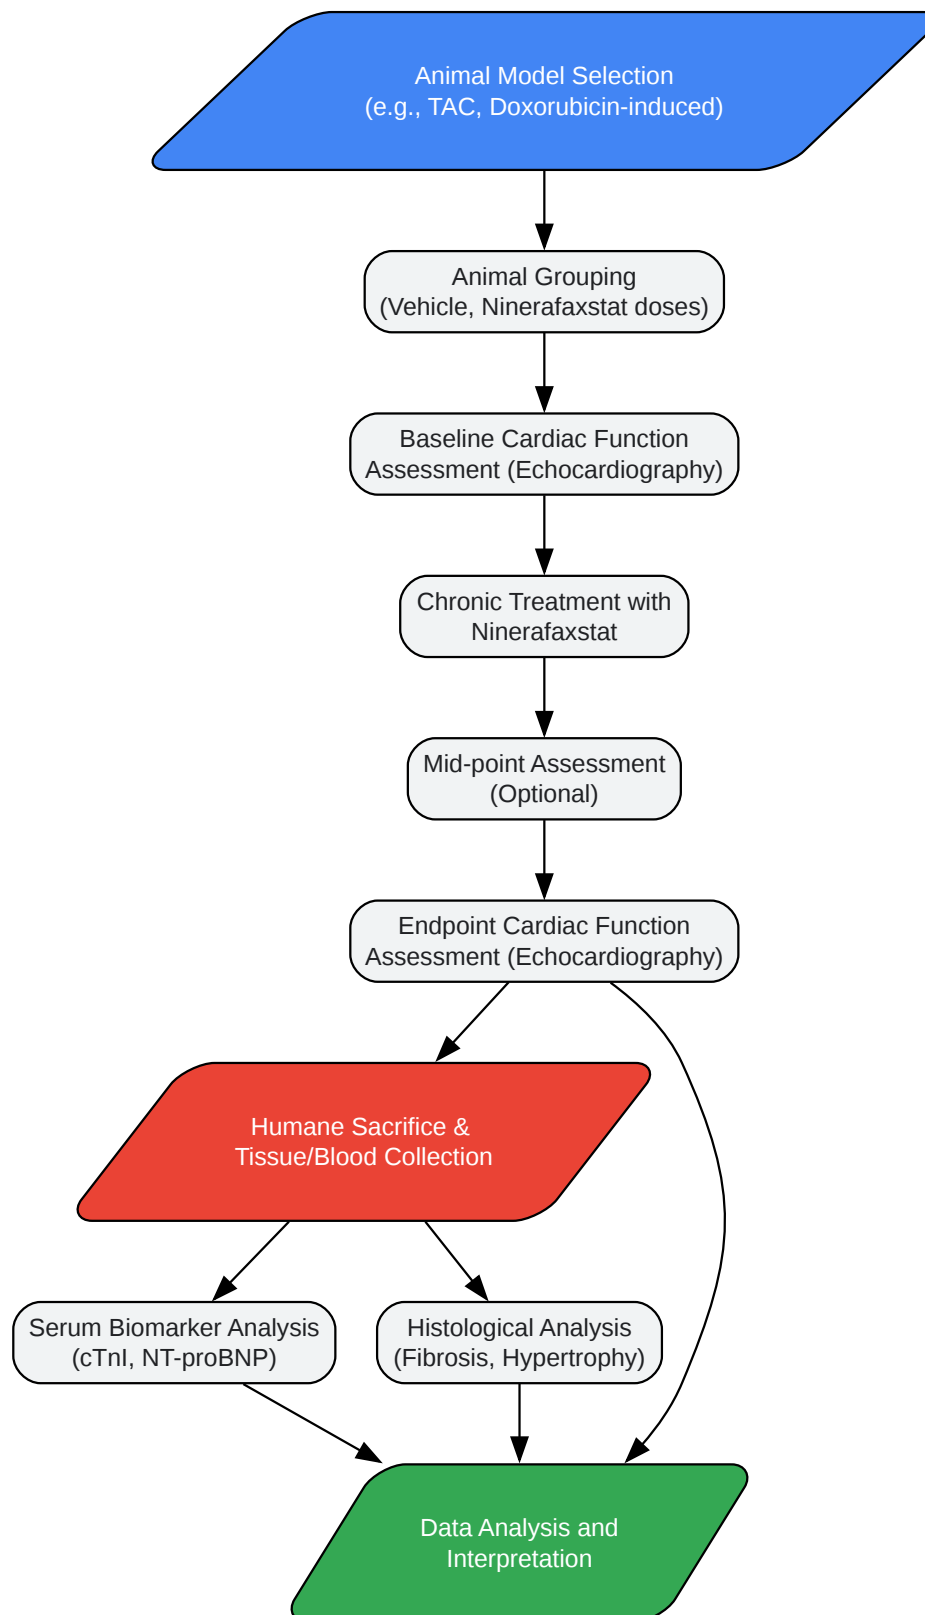 Animal Model Selection
(e.g., TAC, Doxorubicin-induced)
Animal Grouping
(Vehicle, Ninerafaxstat doses)
Baseline Cardiac Function
Assessment (Echocardiography)
Chronic Treatment with
Ninerafaxstat
Mid-point Assessment
(Optional)
Endpoint Cardiac Function
Assessment (Echocardiography)
Humane Sacrifice &
Tissue/Blood Collection
Serum Biomarker Analysis
(cTnI, NT-proBNP)
Histological Analysis
(Fibrosis, Hypertrophy)
Data Analysis and
Interpretation